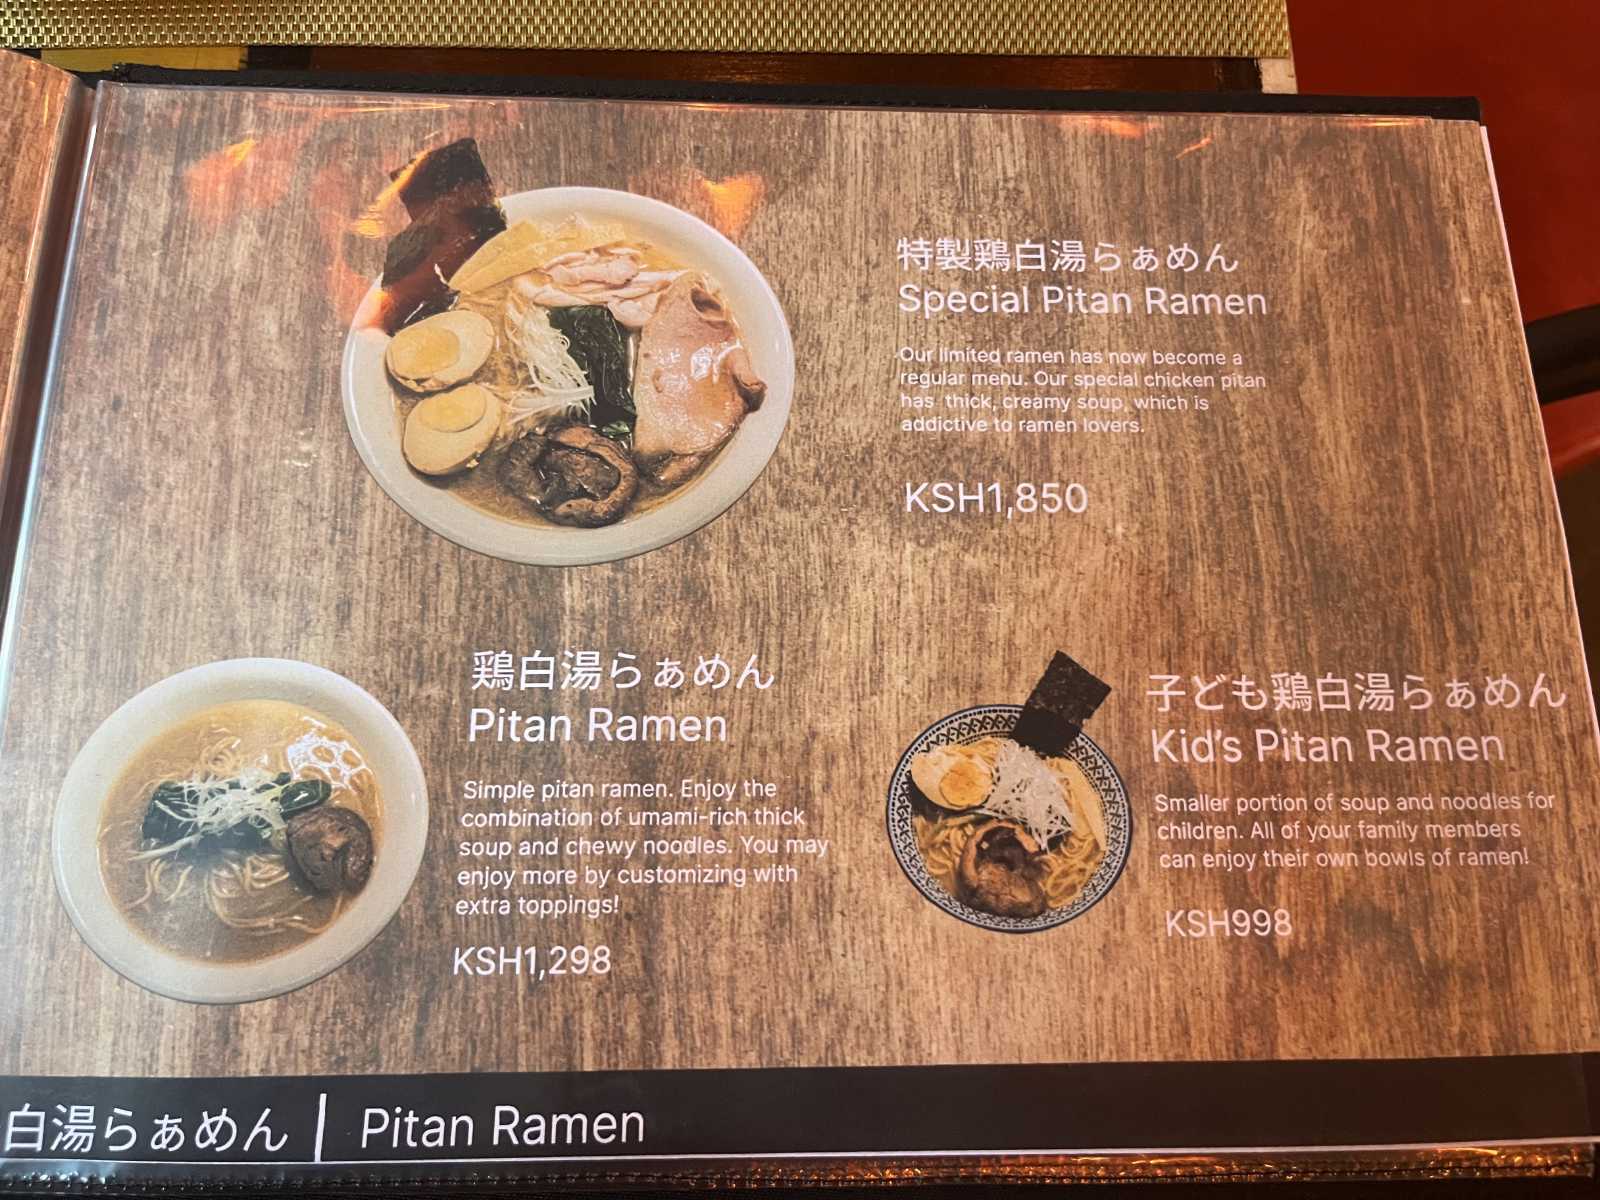 特製鶏白湯らぁめん
Special Pitan Ramen
Our limited ramen has now become a
regular menu. Our special chicken pitan
has thick, creamy soup, which is
addictive to ramen lovers.
KSH1,850
鶏白湯らぁめん
Pitan Ramen
Simple pitan ramen. Enjoy the
combination of umami-rich thick
soup and chewy noodles. You may
enjoy more by customizing with
extra toppings!
KSH1,298
子ども鶏白湯らぁめん
Kid's Pitan Ramen
Smaller portion of soup and noodles for
children. All of your family members
can enjoy their own bowls of ramen!
KSH998
白湯らぁめん | Pitan Ramen